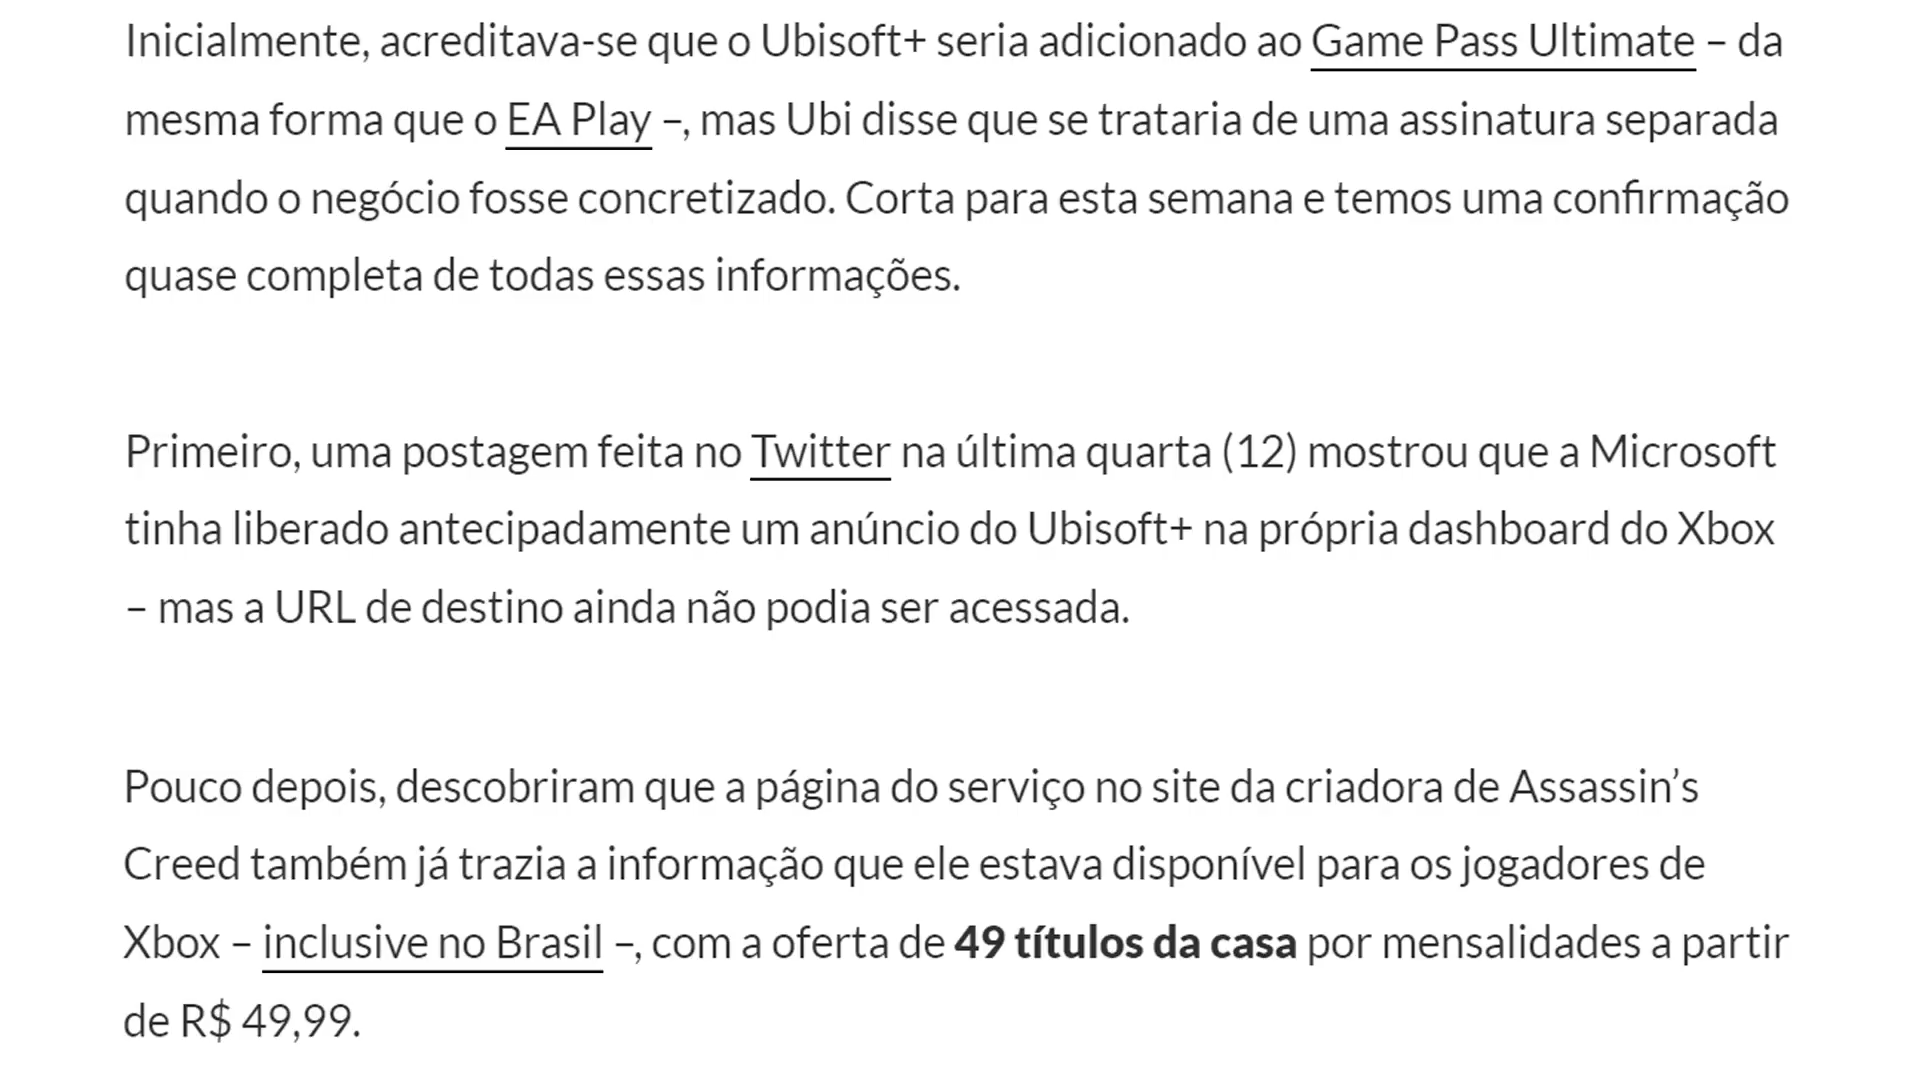 Inicialmente, acreditava-se que o Ubisoft+ seria adicionado ao Game Pass Ultimate – da
mesma forma que o EA Play –, mas Ubi disse que se trataria de uma assinatura separada
quando o negócio fosse concretizado. Corta para esta semana e temos uma confirmação
quase completa de todas essas informações.
Primeiro, uma postagem feita no Twitter na última quarta (12) mostrou que a Microsoft
tinha liberado antecipadamente um anúncio do Ubisoft+ na própria dashboard do Xbox
– mas a URL de destino ainda não podia ser acessada.
Pouco depois, descobriram que a página do serviço no site da criadora de Assassin’s
Creed também já trazia a informação que ele estava disponível para os jogadores de
Xbox – inclusive no Brasil –, com a oferta de 49 títulos da casa por mensalidades a partir
de R$ 49,99.